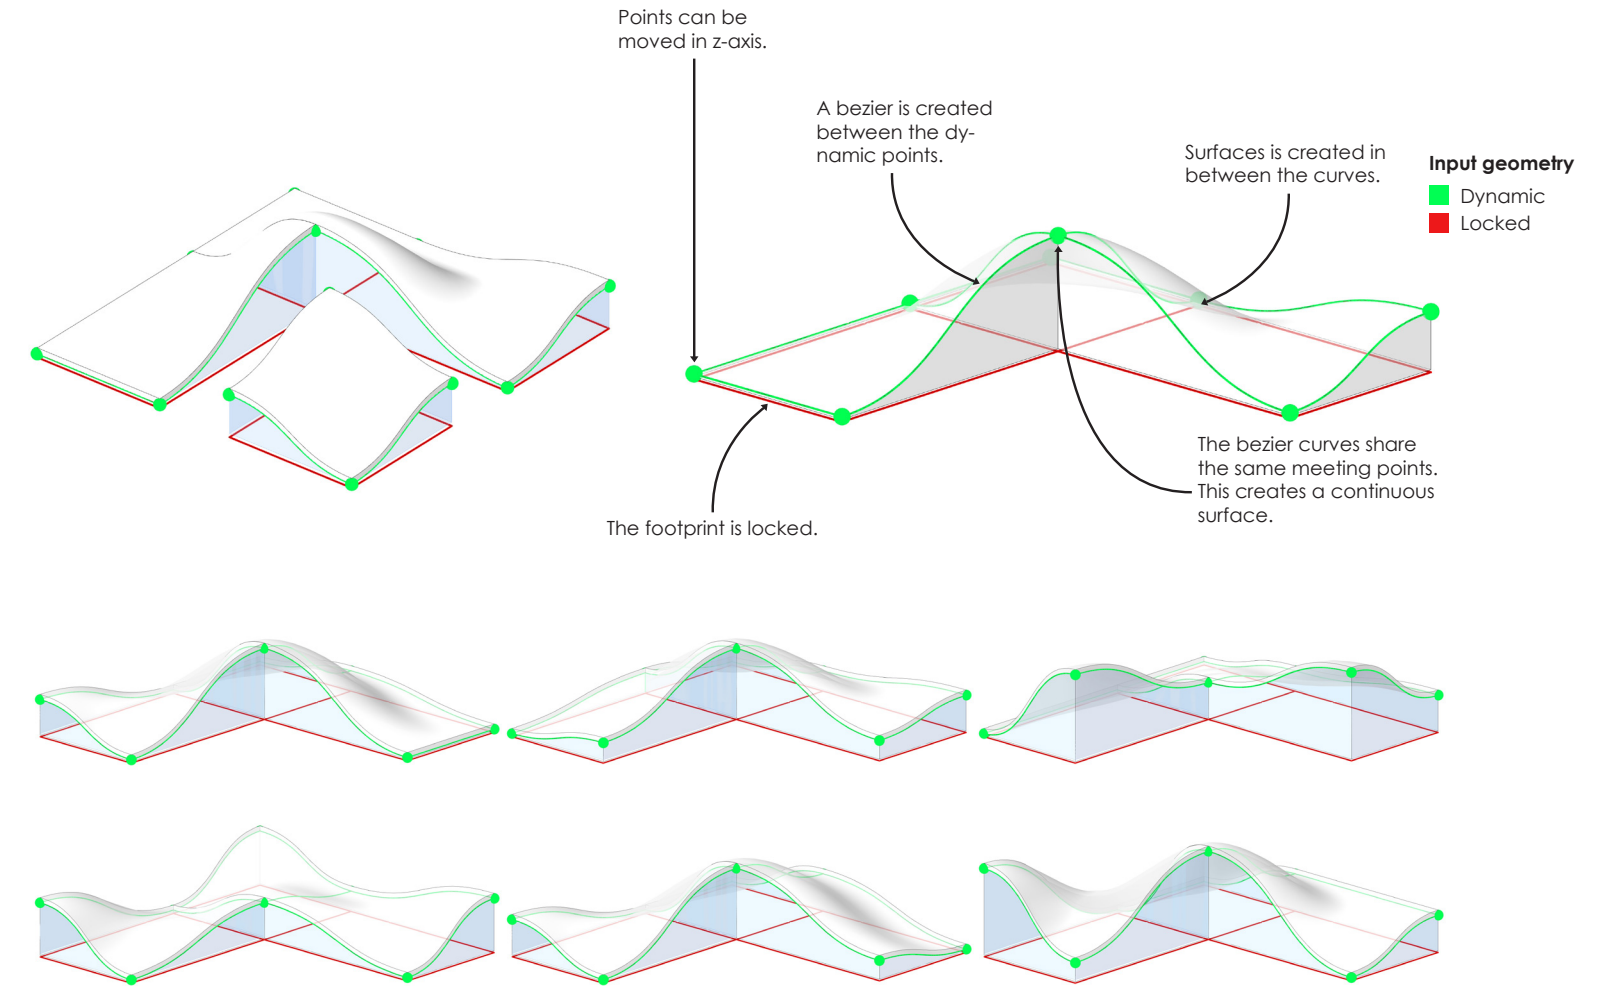 Points can be
moved in z-axis.
A bezier is created
between the dy-
namic points.
Surfaces is created in
between the curves.
Input geometry
Dynamic
Locked
The bezier curves share
the same meeting points.
This creates a continuous
surface.
The footprint is locked.